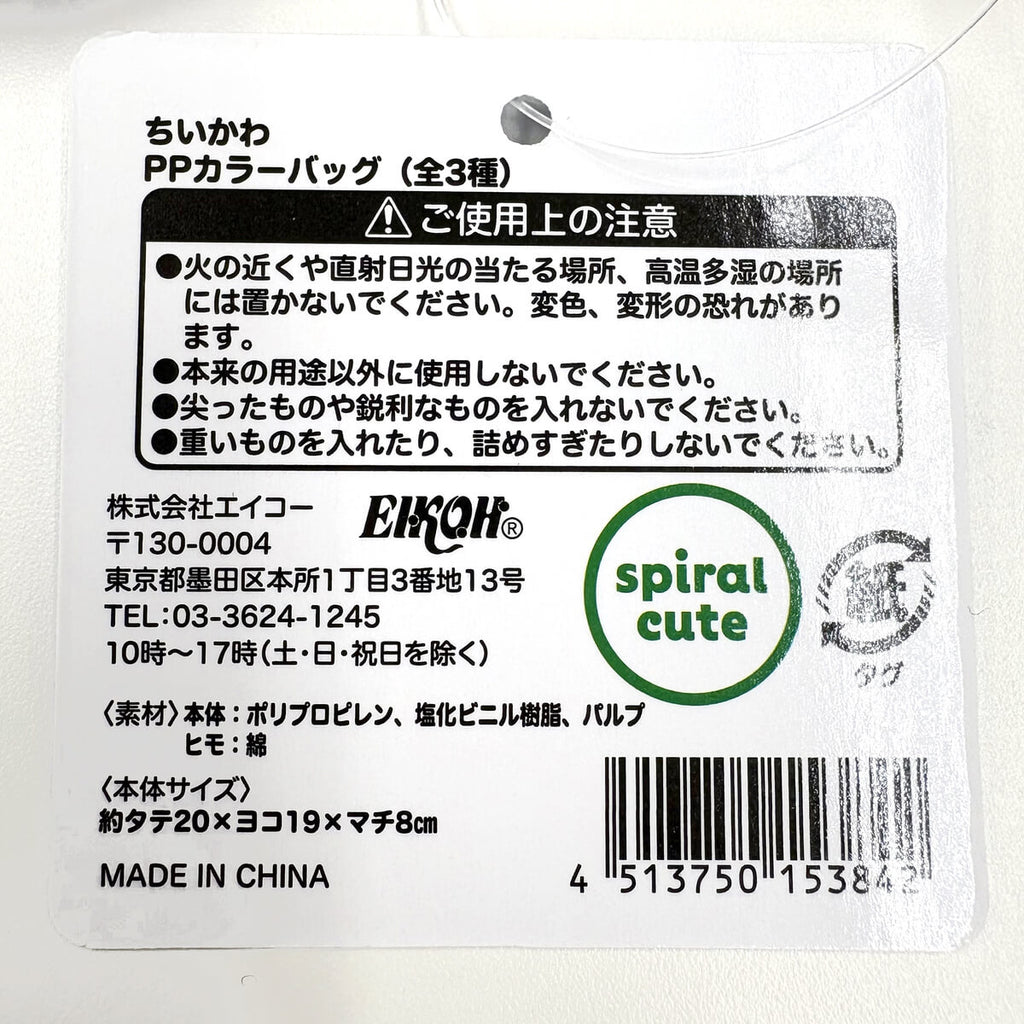 ちいかわ
PPカラーバッグ（全3種）
⚠ご使用上の注意
●火の近くや直射日光の当たる場所、高温多湿の場所
には置かないでください。変色、変形の恐れがあり
ます。
●本来の用途以外に使用しないでください。
●尖ったものや鋭利なものを入れないでください。
●重いものを入れたり、詰めすぎたりしないでください。
株式会社エイコー
EIKOH®
〒130-0004
東京都墨田区本所1丁目3番地13号
TEL：03-3624-1245
10時～17時（土・日・祝日を除く）
spiral
cute
紙
タグ
〈素材〉本体：ポリプロピレン、塩化ビニル樹脂、パルプ
ヒモ：綿
〈本体サイズ〉
約タテ20×ヨコ19×マチ8㎝
MADE IN CHINA
4 513750 153842